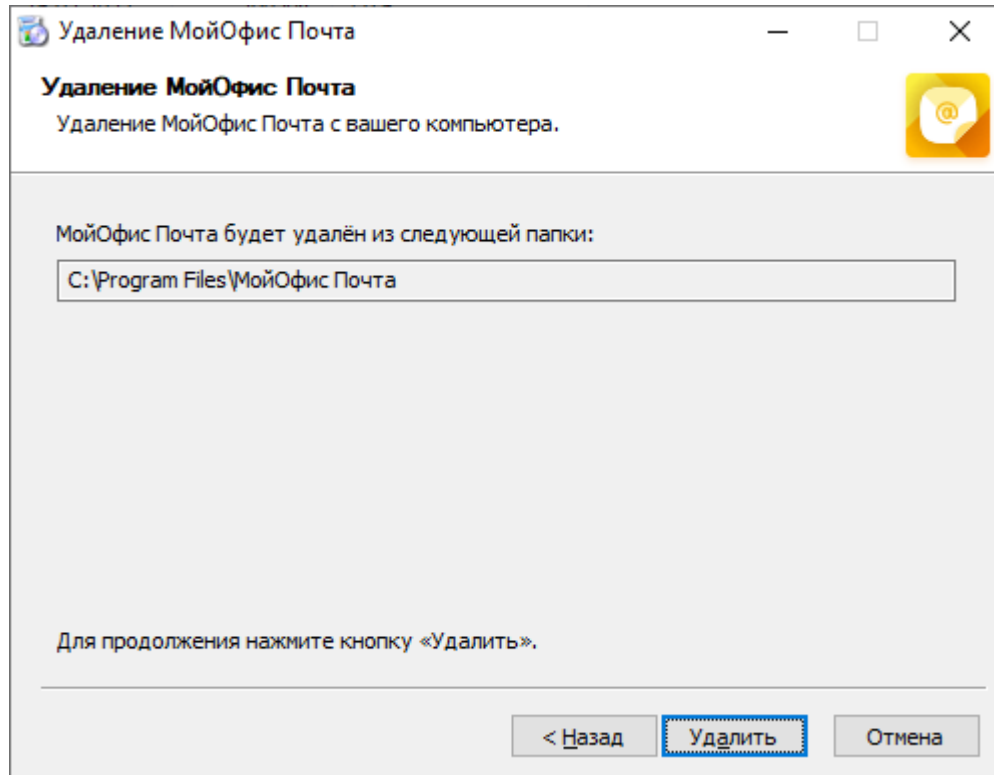 Удаление МойОфис Почта
Удаление МойОфис Почта
Удаление МойОфис Почта с вашего компьютера.
@
МойОфис Почта будет удалён из следующей папки:
C:\Program Files\МойОфис Почта
Для продолжения нажмите кнопку «Удалить».
< Назад Удалить Отмена